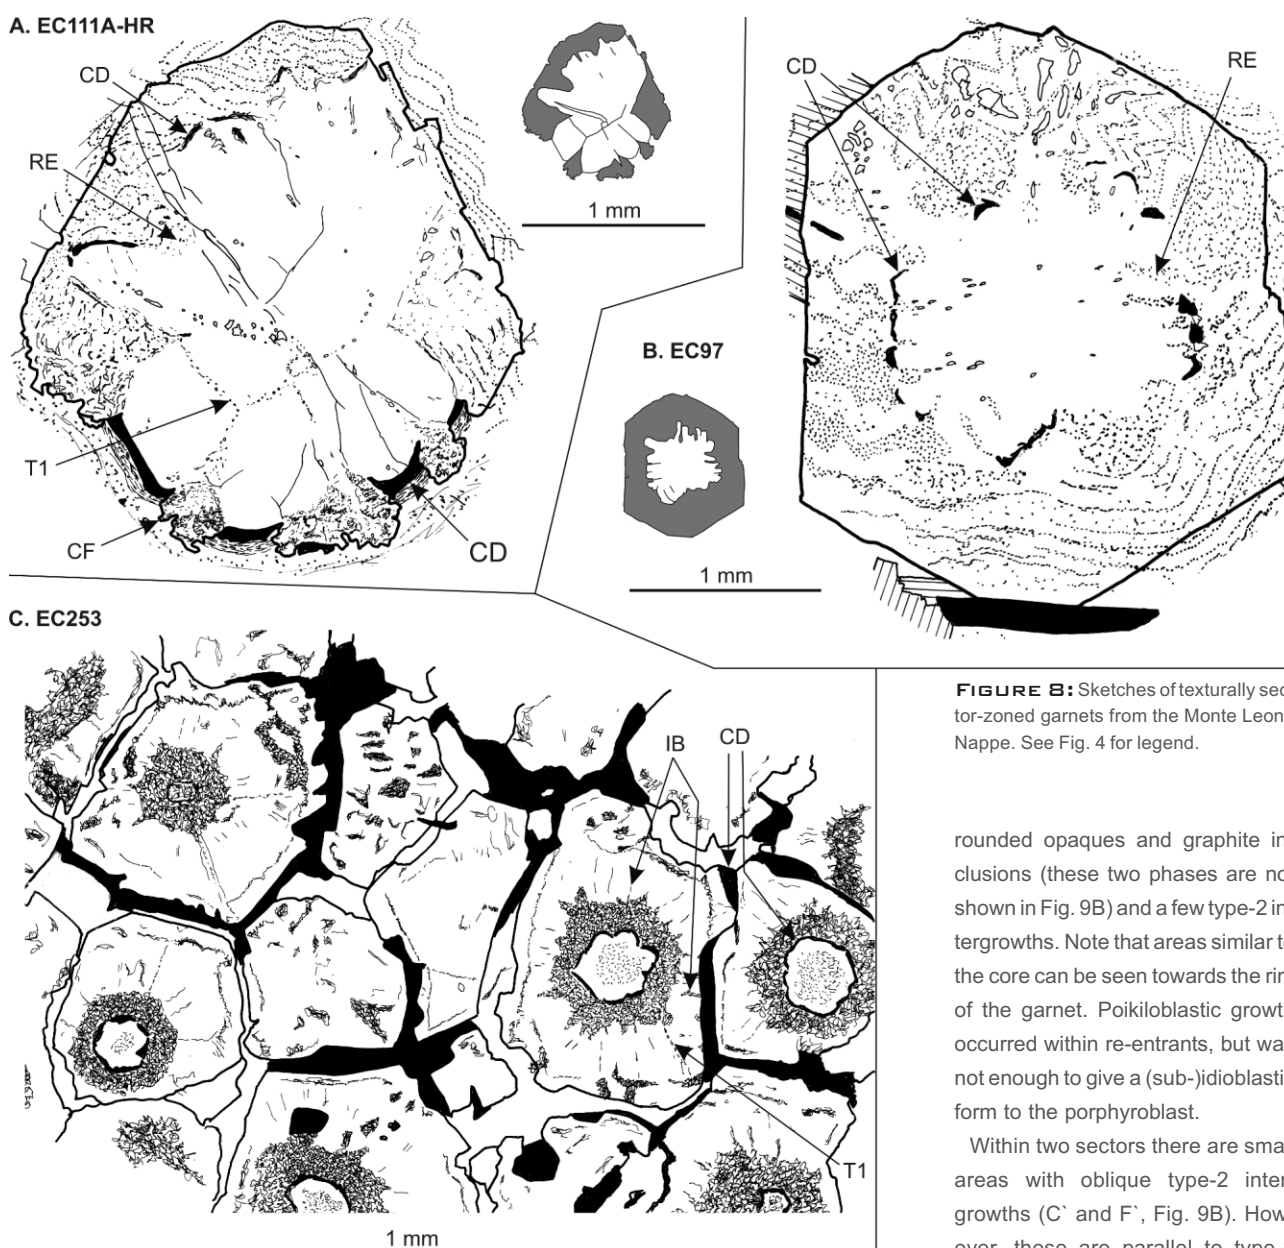 A. EC111A-HR
CD
RE
T1
CF
CD
1 mm
CD
RE
B. EC97
1 mm
C. EC253
IB
CD
T1
1 mm
FIGURE 8: Sketches of texturally sec
tor-zoned garnets from the Monte Leon
Nappe. See Fig. 4 for legend.
rounded opaques and graphite in
clusions (these two phases are no
shown in Fig. 9B) and a few type-2 in
tergrowths. Note that areas similar t
the core can be seen towards the rin
of the garnet. Poikiloblastic growt
occurred within re-entrants, but wa
not enough to give a (sub-)idioblasti
form to the porphyroblast.
Within two sectors there are sma
areas with oblique type-2 inter
growths (C` and F`, Fig. 9B). How
ever, these are parallel to type